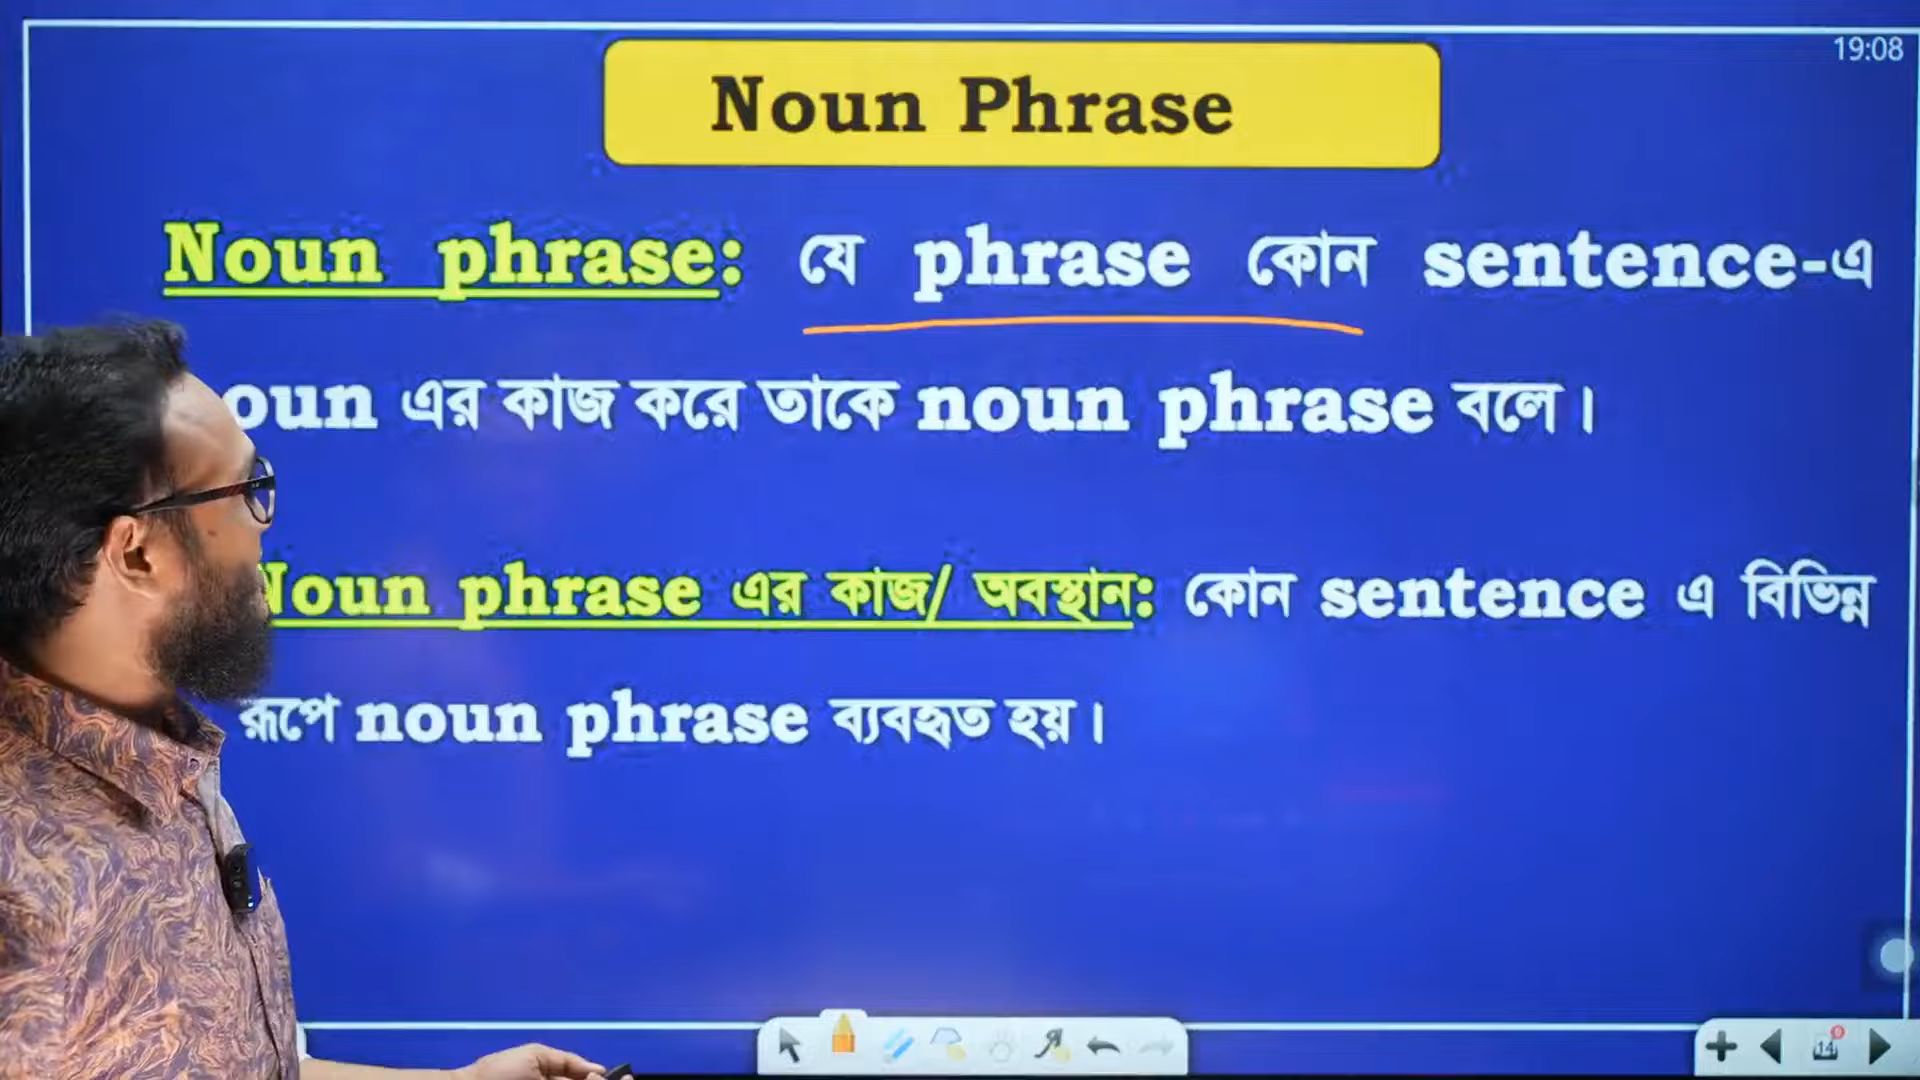 19:08
Noun Phrase
Noun phrase: যে phrase কোন sentence-এ
oun এর কাজ করে তাকে noun phrase বলে।
Noun phrase এর কাজ/ অবস্থান: কোন sentence এ বিভিন্ন
রূপে noun phrase ব্যবহৃত হয়।
14